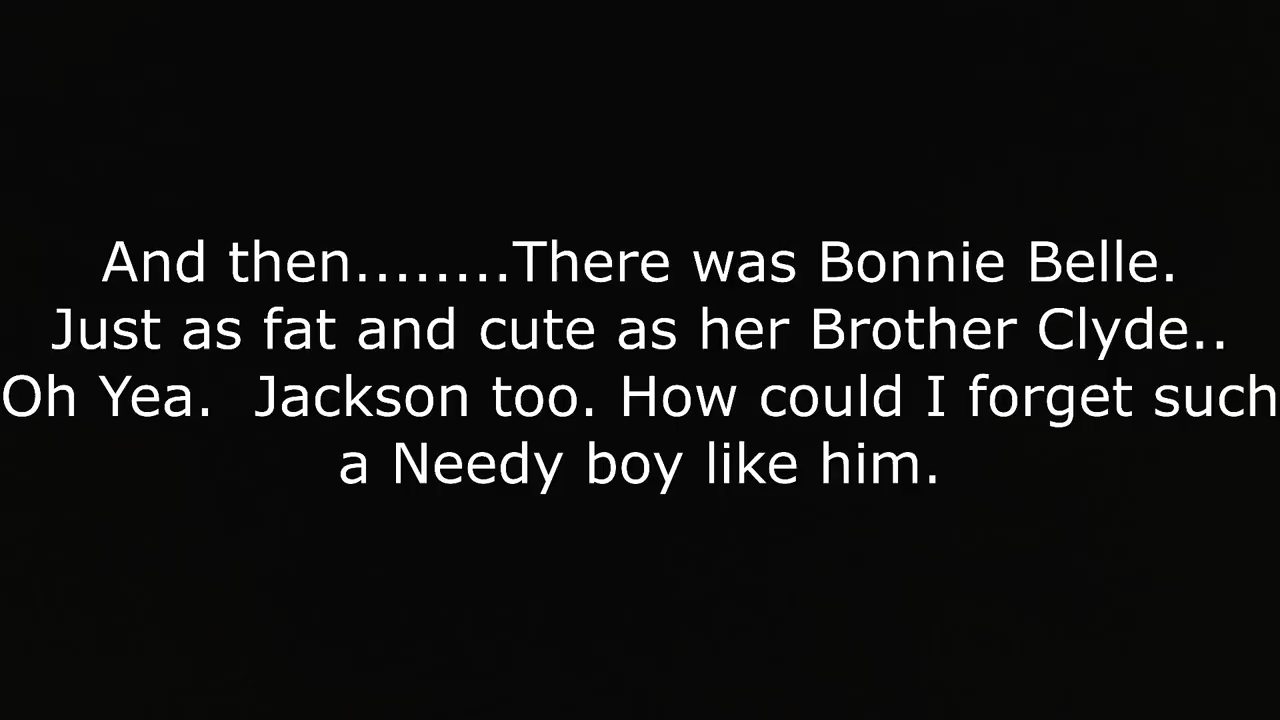 And then........There was Bonnie Belle.
Just as fat and cute as her Brother Clyde..
Oh Yea.  Jackson too. How could I forget such
a Needy boy like him.